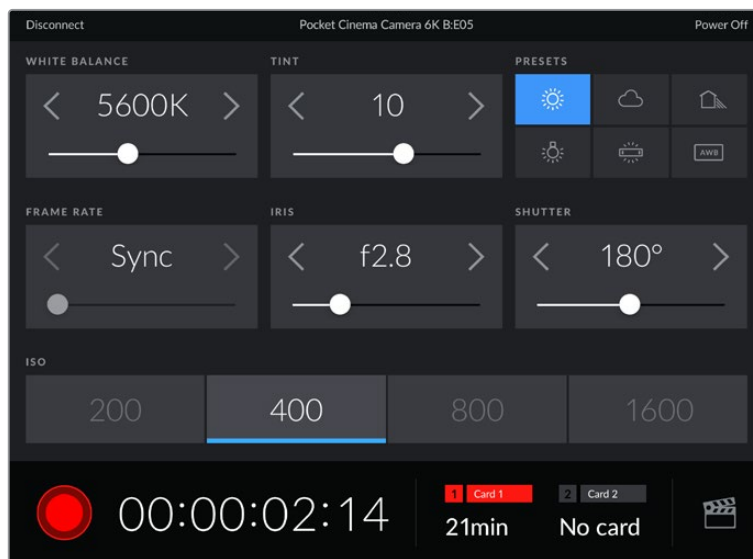 Disconnect Pocket Cinema Camera 6K B:E05 Power Off
WHITE BALANCE TINT PRESETS
5600K 10
AWB
FRAME RATE IRIS SHUTTER
Sync f2.8 180°
ISO
200 400 800 1600
00:00:02:14
1 Card 1 2 Card 2
21min No card